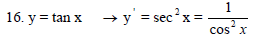 16. y = tan x → y' = sec² x = 1 / cos² x